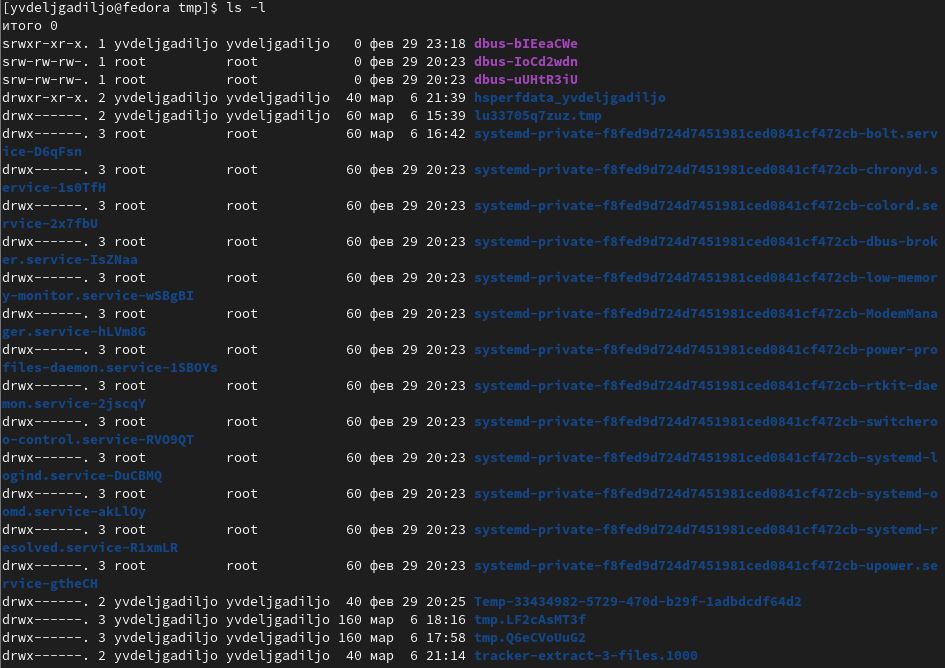 [yvdeljgadiljo@fedora tmp]$ ls -l
итого 0
srwxr-xr-x. 1 yvdeljgadiljo yvdeljgadiljo   0 фев 29 23:18 dbus-bIEeaCWe
srw-rw-rw-. 1 root          root            0 фев 29 20:23 dbus-IoCd2wdn
srw-rw-rw-. 1 root          root            0 фев 29 20:23 dbus-uUHtR3iU
drwxr-xr-x. 2 yvdeljgadiljo yvdeljgadiljo  40 мар  6 21:39 hsperfdata_yvdeljgadiljo
drwx------. 2 yvdeljgadiljo yvdeljgadiljo  60 мар  6 15:39 lu33705q7zuz.tmp
drwx------. 3 root          root           60 мар  6 16:42 systemd-private-f8fed9d724d7451981ced0841cf472cb-bolt.serv
ice-D6qFsn
drwx------. 3 root          root           60 фев 29 20:23 systemd-private-f8fed9d724d7451981ced0841cf472cb-chronyd.s
ervice-1s0TfH
drwx------. 3 root          root           60 фев 29 20:23 systemd-private-f8fed9d724d7451981ced0841cf472cb-colord.se
rvice-2x7fbU
drwx------. 3 root          root           60 фев 29 20:23 systemd-private-f8fed9d724d7451981ced0841cf472cb-dbus-brok
er.service-IsZNaa
drwx------. 3 root          root           60 фев 29 20:23 systemd-private-f8fed9d724d7451981ced0841cf472cb-low-memor
y-monitor.service-wSBgBI
drwx------. 3 root          root           60 фев 29 20:23 systemd-private-f8fed9d724d7451981ced0841cf472cb-ModemMana
ger.service-hLVm8G
drwx------. 3 root          root           60 фев 29 20:23 systemd-private-f8fed9d724d7451981ced0841cf472cb-power-pro
files-daemon.service-1SBOYs
drwx------. 3 root          root           60 фев 29 20:23 systemd-private-f8fed9d724d7451981ced0841cf472cb-rtkit-dae
mon.service-2jscqY
drwx------. 3 root          root           60 фев 29 20:23 systemd-private-f8fed9d724d7451981ced0841cf472cb-switchero
o-control.service-RVO9QT
drwx------. 3 root          root           60 фев 29 20:23 systemd-private-f8fed9d724d7451981ced0841cf472cb-systemd-l
ogind.service-DuCBMQ
drwx------. 3 root          root           60 фев 29 20:23 systemd-private-f8fed9d724d7451981ced0841cf472cb-systemd-o
omd.service-akLlOy
drwx------. 3 root          root           60 фев 29 20:23 systemd-private-f8fed9d724d7451981ced0841cf472cb-systemd-r
esolved.service-R1xmLR
drwx------. 3 root          root           60 фев 29 20:23 systemd-private-f8fed9d724d7451981ced0841cf472cb-upower.se
rvice-gtheCH
drwx------. 2 yvdeljgadiljo yvdeljgadiljo  40 фев 29 20:25 Temp-33434982-5729-470d-b29f-1adbdcdf64d2
drwx------. 3 yvdeljgadiljo yvdeljgadiljo 160 мар  6 18:16 tmp.LF2cAsMT3f
drwx------. 3 yvdeljgadiljo yvdeljgadiljo 160 мар  6 17:58 tmp.Q6eCVoUuG2
drwx------. 2 yvdeljgadiljo yvdeljgadiljo  40 мар  6 21:14 tracker-extract-3-files.1000